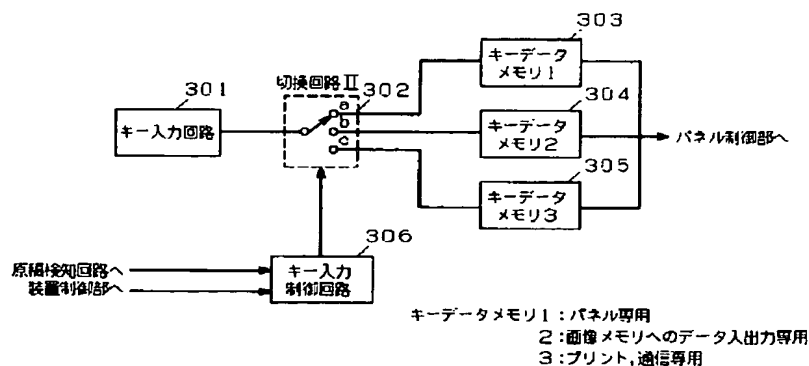 301
キー入力回路
切換回路Ⅱ
302
a
b
c
303
キーデータ
メモリ1
304
キーデータ
メモリ2
305
キーデータ
メモリ3
パネル制御部へ
306
キー入力
制御回路
原稿検知回路へ
装置制御部へ
キーデータメモリ1:パネル専用
2:画像メモリへのデータ入出力専用
3:プリント,通信専用